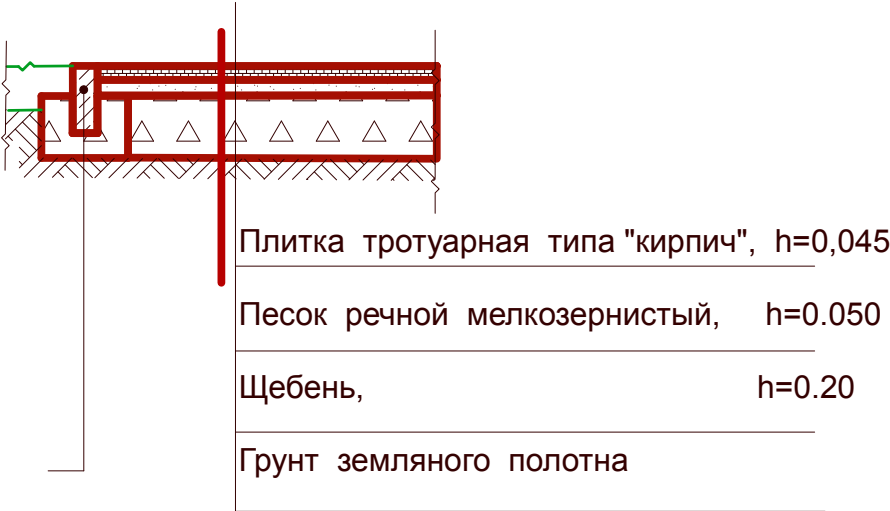 Плитка тротуарная типа "кирпич", h=0,045
Песок речной мелкозернистый, h=0.050
Щебень, h=0.20
Грунт земляного полотна